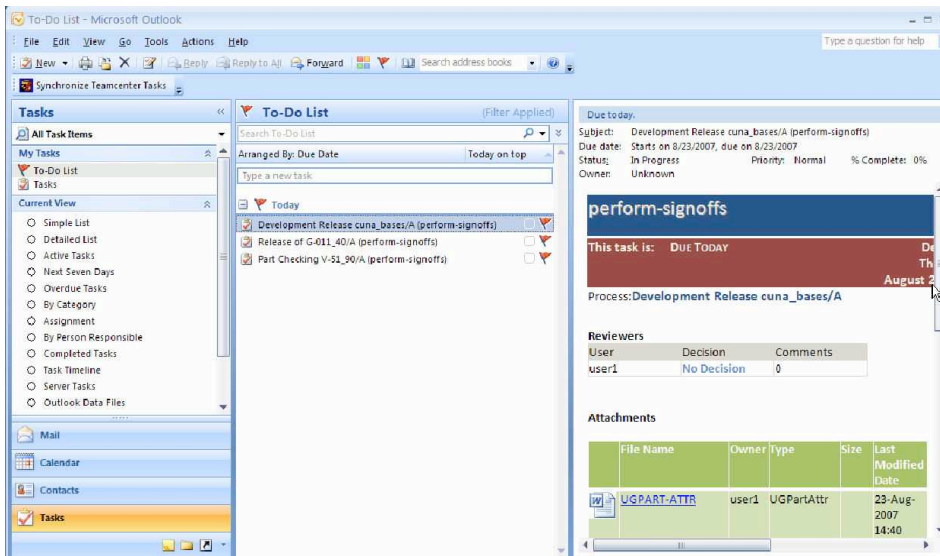 To-Do List - Microsoft Outlook
File Edit View Go Tools Actions Help
Type a question for help
New Reply Reply to All Forward Search address books
Synchronize Teamcenter Tasks
Tasks
All Task Items
My Tasks
To-Do List
Tasks
Current View
Simple List
Detailed List
Active Tasks
Next Seven Days
Overdue Tasks
By Category
Assignment
By Person Responsible
Completed Tasks
Task Timeline
Server Tasks
Outlook Data Files
Mail
Calendar
Contacts
Tasks
To-Do List (Filter Applied)
Search To-Do List
Arranged By: Due Date Today on top
Type a new task
Today
Development Release cuna_bases/A (perform-signoffs)
Release of G-011_40/A (perform-signoffs)
Part Checking V-51_90/A (perform-signoffs)
Due today.
Subject: Development Release cuna_bases/A (perform-signoffs)
Due date: Starts on 8/23/2007, due on 8/23/2007
Status: In Progress Priority: Normal % Complete: 0%
Owner: Unknown
perform-signoffs
This task is: DUE TODAY De
Th
August 2
Process:Development Release cuna_bases/A
Reviewers
User Decision Comments
user1 No Decision 0
Attachments
File Name Owner Type Size Last Modified Date
UGPART-ATTR user1 UGPartAttr 23-Aug-2007 14:40